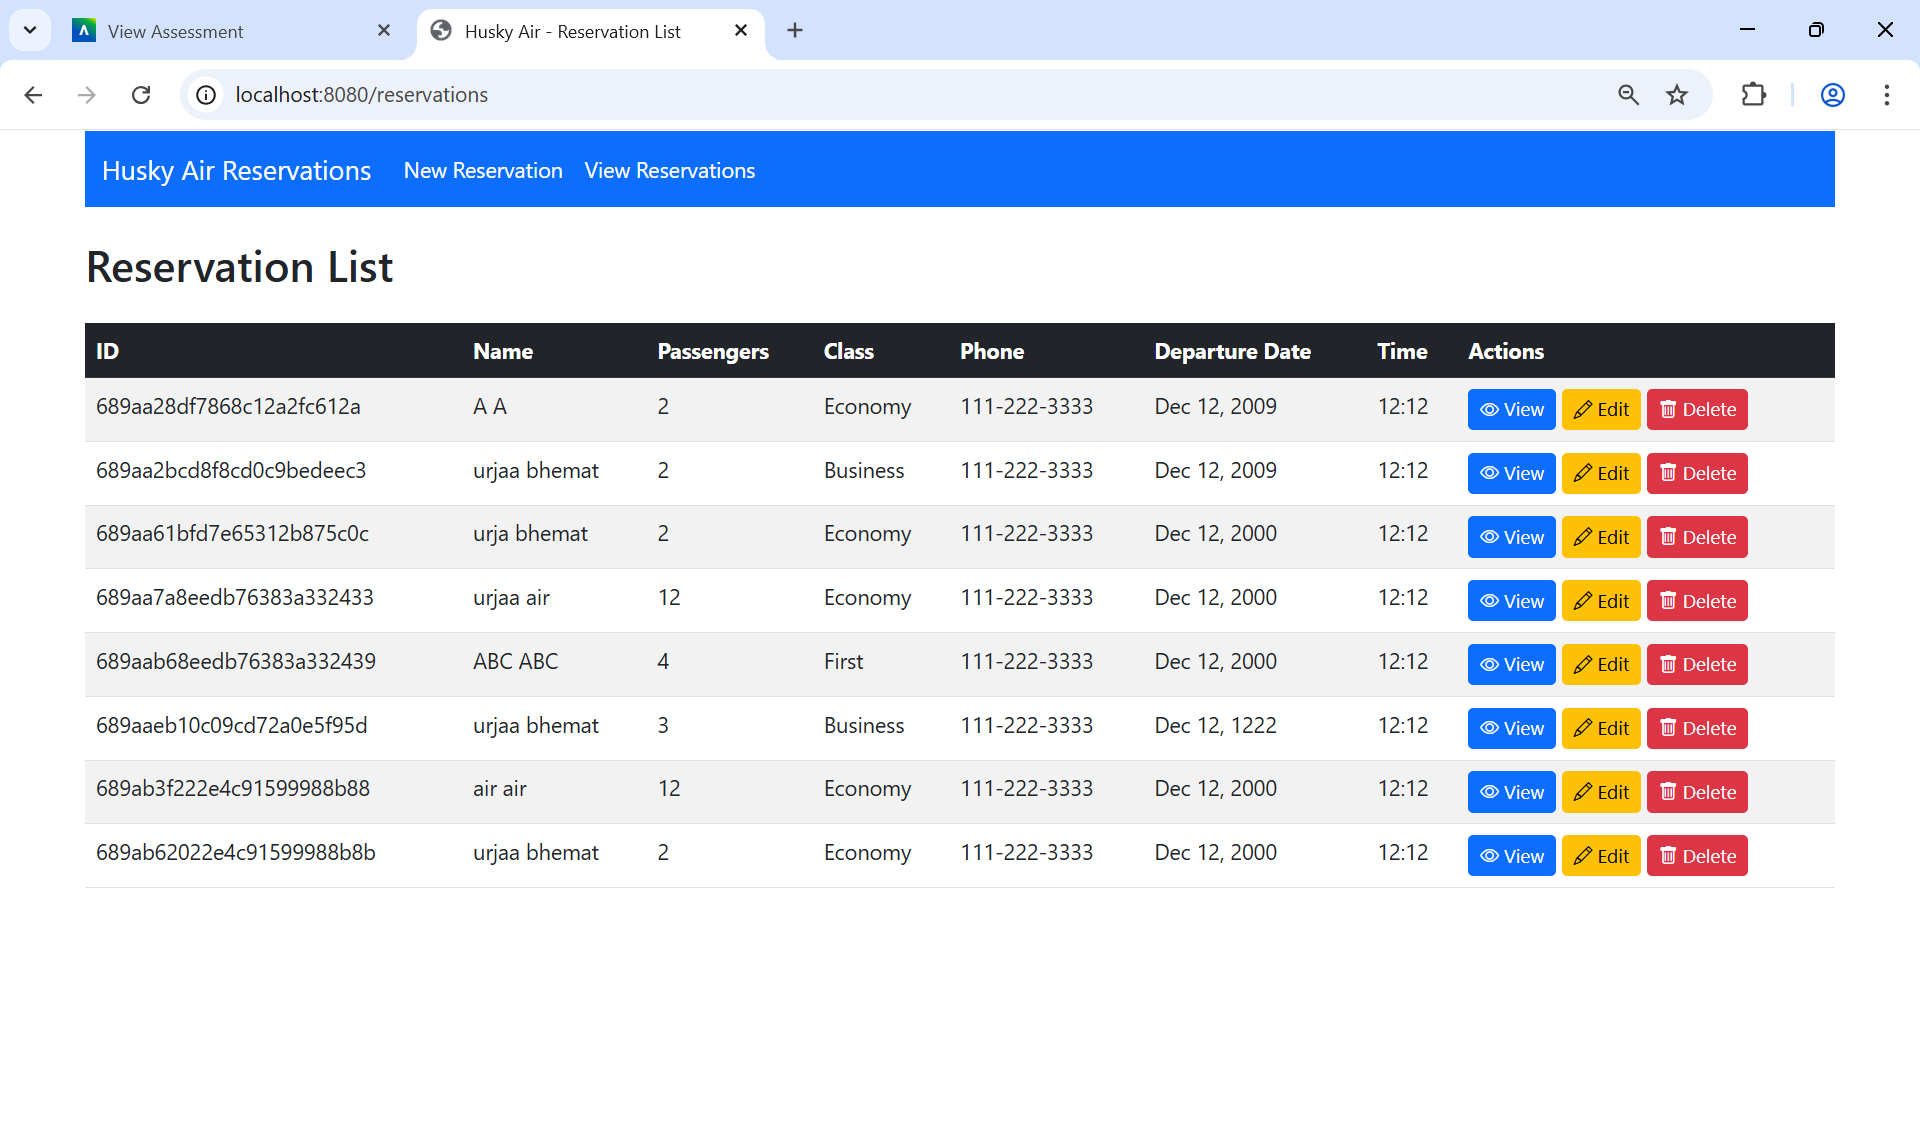 View Assessment
Husky Air - Reservation List
localhost:8080/reservations
Husky Air Reservations New Reservation View Reservations
Reservation List
ID Name Passengers Class Phone Departure Date Time Actions
689aa28df7868c12a2fc612a A A 2 Economy 111-222-3333 Dec 12, 2009 12:12 View Edit Delete
689aa2bcd8f8cd0c9bedeec3 urjaa bhemat 2 Business 111-222-3333 Dec 12, 2009 12:12 View Edit Delete
689aa61bfd7e65312b875c0c urja bhemat 2 Economy 111-222-3333 Dec 12, 2000 12:12 View Edit Delete
689aa7a8eedb76383a332433 urjaa air 12 Economy 111-222-3333 Dec 12, 2000 12:12 View Edit Delete
689aab68eedb76383a332439 ABC ABC 4 First 111-222-3333 Dec 12, 2000 12:12 View Edit Delete
689aaeb10c09cd72a0e5f95d urjaa bhemat 3 Business 111-222-3333 Dec 12, 1222 12:12 View Edit Delete
689ab3f222e4c91599988b88 air air 12 Economy 111-222-3333 Dec 12, 2000 12:12 View Edit Delete
689ab62022e4c91599988b8b urjaa bhemat 2 Economy 111-222-3333 Dec 12, 2000 12:12 View Edit Delete